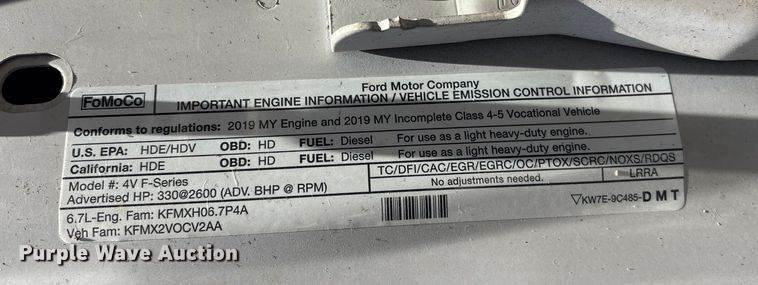 FoMoCo
Ford Motor Company
IMPORTANT ENGINE INFORMATION / VEHICLE EMISSION CONTROL INFORMATION
Conforms to regulations: 2019 MY Engine and 2019 MY Incomplete Class 4-5 Vocational Vehicle
U.S. EPA: HDE/HDV OBD: HD FUEL: Diesel For use as a light heavy-duty engine.
California: HDE OBD: HD FUEL: Diesel For use as a light heavy-duty engine.
Model #: 4V F-Series
Advertised HP: 330@2600 (ADV. BHP @ RPM)
TC/DFI/CAC/EGR/EGRC/OC/PTOX/SCRC/NOXS/RDQS
No adjustments needed. LRRA
6.7L-Eng. Fam: KFMXH06.7P4A
Veh Fam: KFMX2VOCV2AA
▽KW7E-9C485-DMT
Purple Wave Auction